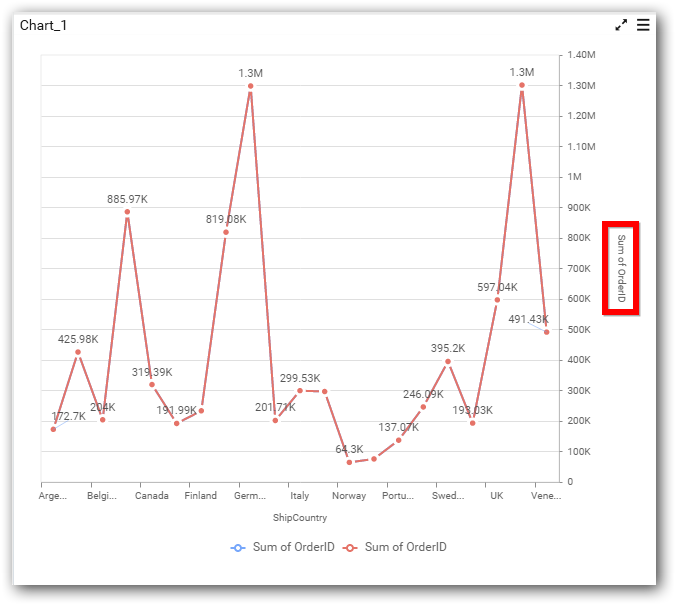 Chart_1
1.40M
1.30M
1.20M
1.10M
1M
900K
800K
700K
600K
500K
400K
300K
200K
100K
0
Sum of OrderID
172.7K
425.98K
204K
885.97K
319.39K
191.99K
819.08K
1.3M
201.71K
299.53K
64.3K
137.07K
246.09K
395.2K
193.03K
597.04K
1.3M
491.43K
Arge...
Belgi...
Canada
Finland
Germ...
Italy
Norway
Portu...
Swed...
UK
Vene...
ShipCountry
Sum of OrderID
Sum of OrderID